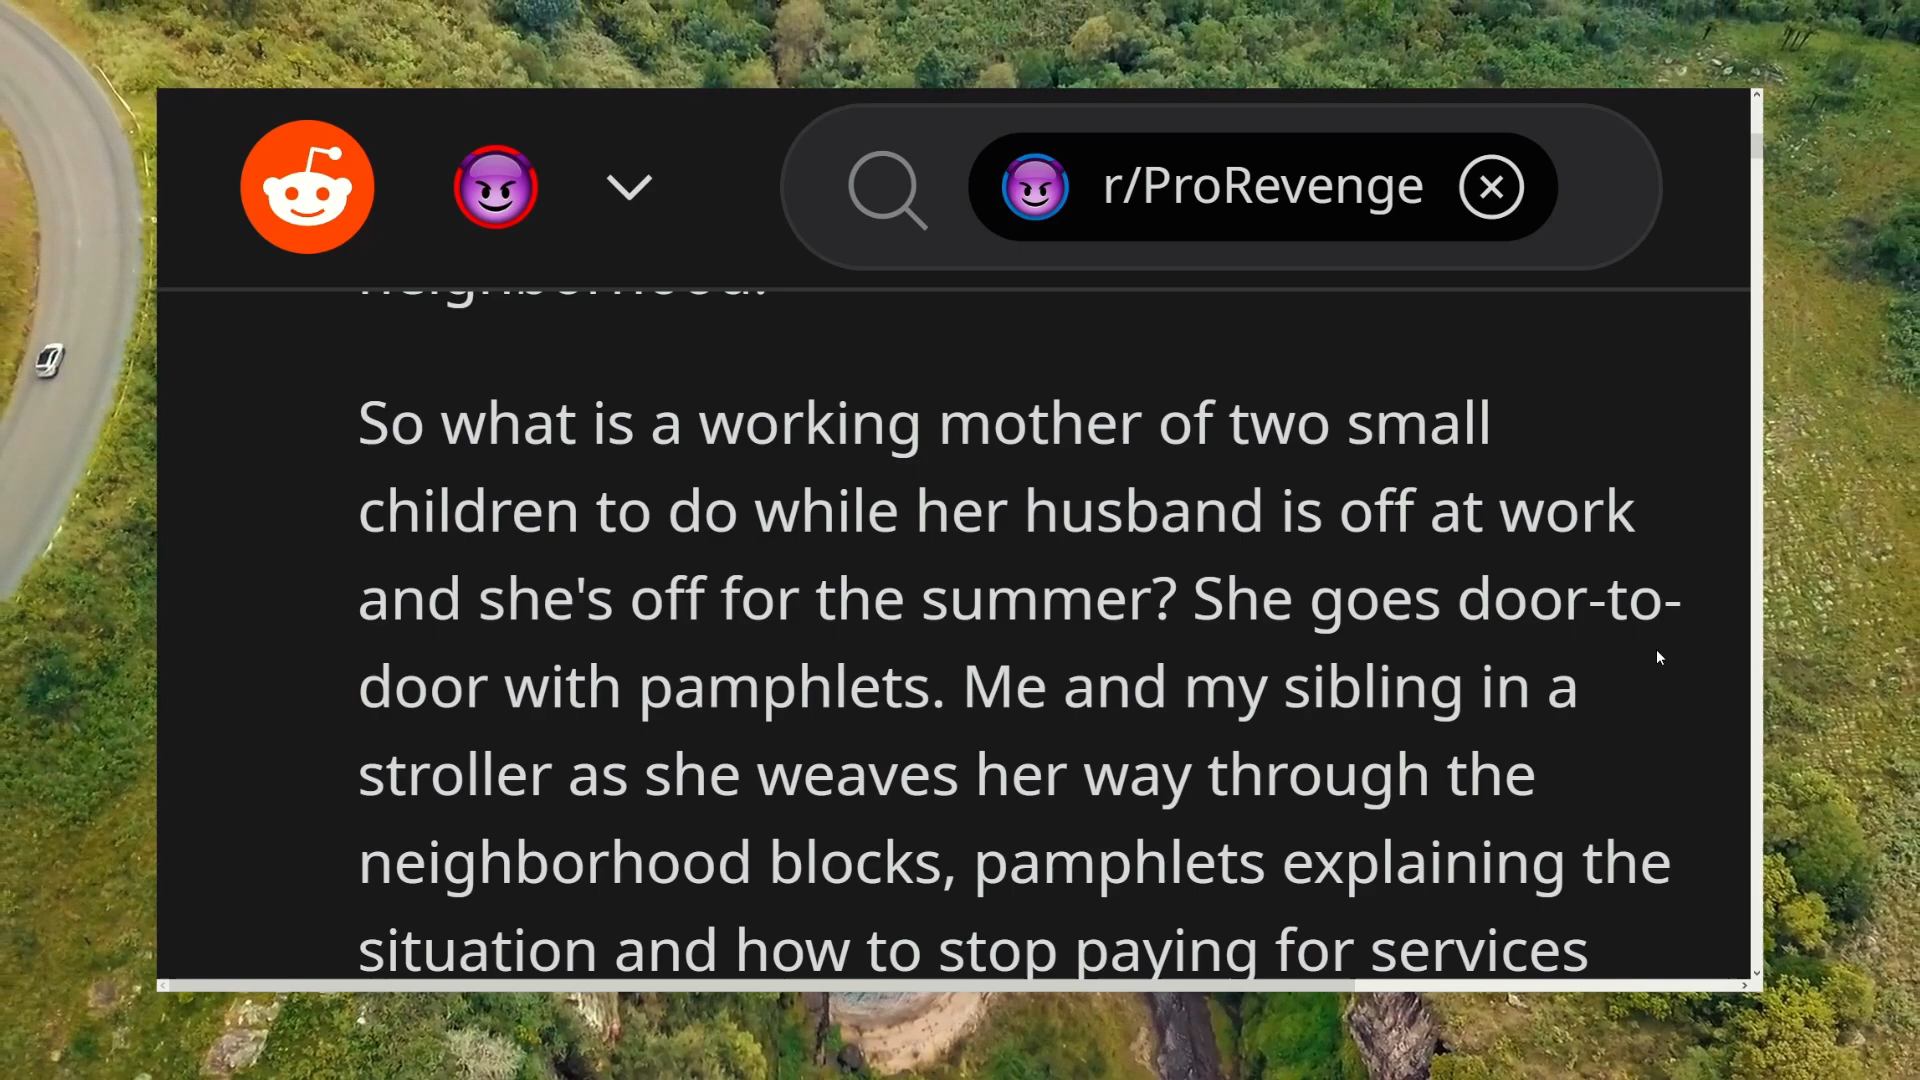 r/ProRevenge
neighborhood.
So what is a working mother of two small
children to do while her husband is off at work
and she's off for the summer? She goes door-to-
door with pamphlets. Me and my sibling in a
stroller as she weaves her way through the
neighborhood blocks, pamphlets explaining the
situation and how to stop paying for services